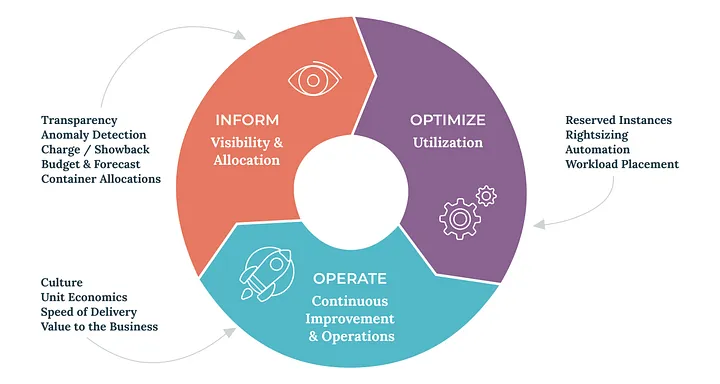 INFORM
Visibility &
Allocation
Transparency
Anomaly Detection
Charge / Showback
Budget & Forecast
Container Allocations
OPTIMIZE
Utilization
Reserved Instances
Rightsizing
Automation
Workload Placement
OPERATE
Continuous
Improvement
& Operations
Culture
Unit Economics
Speed of Delivery
Value to the Business